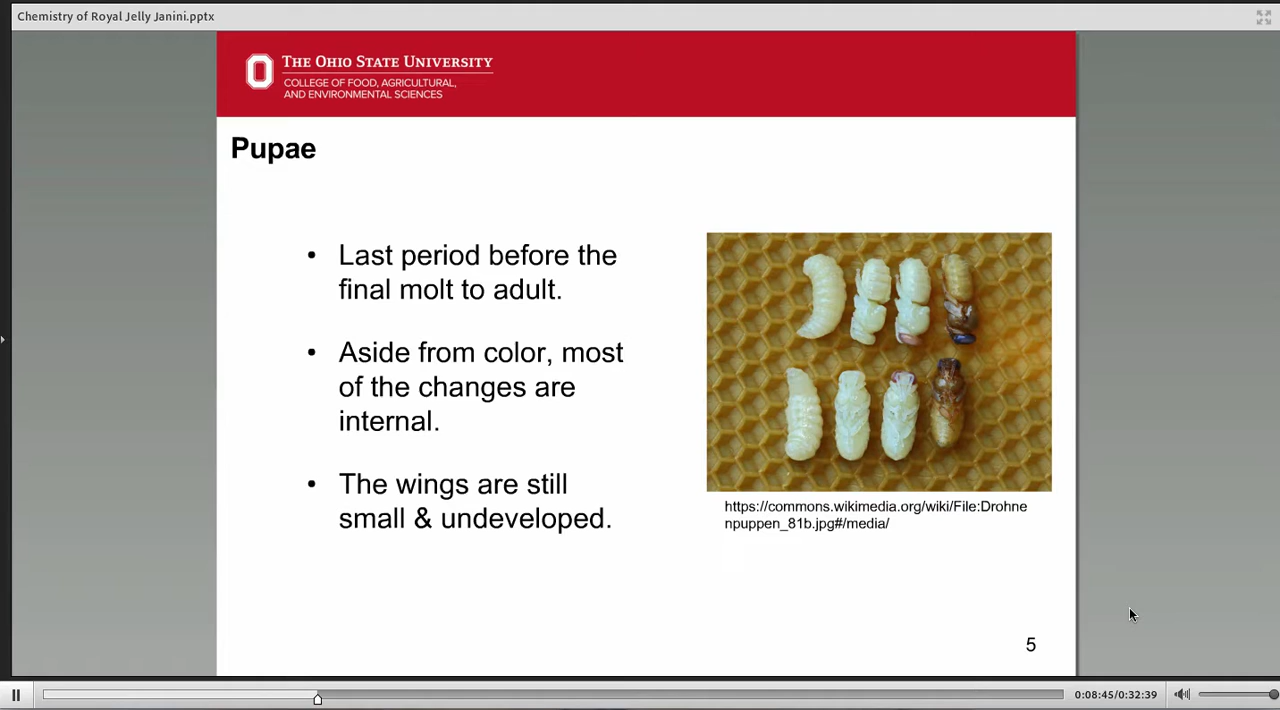 Chemistry of Royal Jelly Janini.pptx
THE OHIO STATE UNIVERSITY
COLLEGE OF FOOD, AGRICULTURAL,
AND ENVIRONMENTAL SCIENCES
Pupae
• Last period before the
final molt to adult.
• Aside from color, most
of the changes are
internal.
• The wings are still
small & undeveloped.
https://commons.wikimedia.org/wiki/File:Drohne
npuppen_81b.jpg#/media/
5
0:08:45/0:32:39